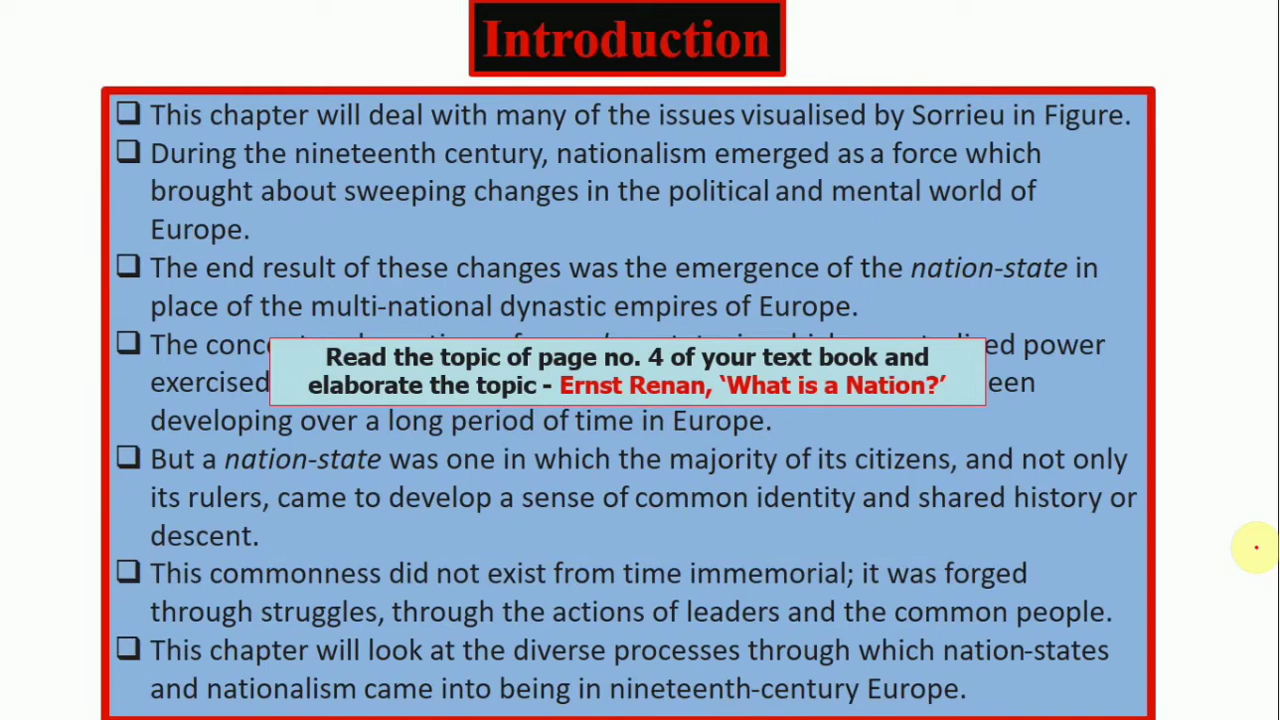 Introduction
❑ This chapter will deal with many of the issues visualised by Sorrieu in Figure.
❑ During the nineteenth century, nationalism emerged as a force which
brought about sweeping changes in the political and mental world of
Europe.
❑ The end result of these changes was the emergence of the nation-state in
place of the multi-national dynastic empires of Europe.
❑ The power
exercised
developing over a long period of time in Europe.
Read the topic of page no. 4 of your text book and
elaborate the topic - Ernst Renan, ‘What is a Nation?’
❑ But a nation-state was one in which the majority of its citizens, and not only
its rulers, came to develop a sense of common identity and shared history or
descent.
❑ This commonness did not exist from time immemorial; it was forged
through struggles, through the actions of leaders and the common people.
❑ This chapter will look at the diverse processes through which nation-states
and nationalism came into being in nineteenth-century Europe.